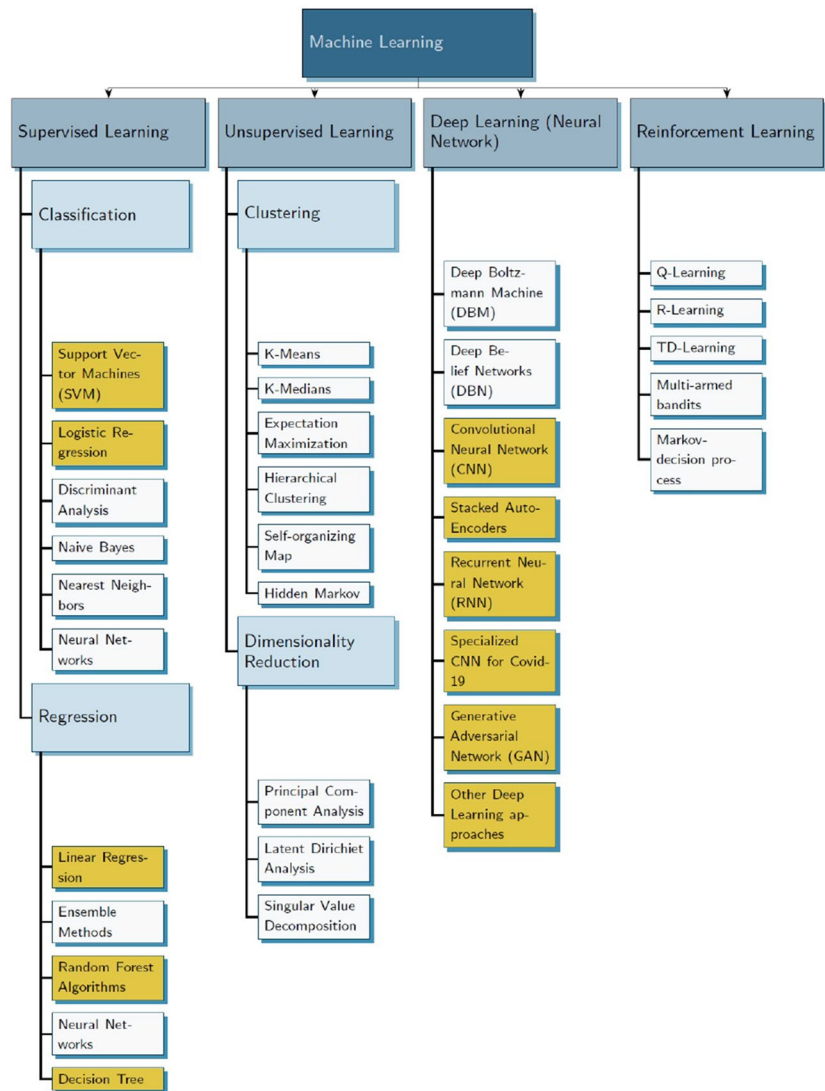 Machine Learning
Supervised Learning
Classification
Support Vec-
tor Machines
(SVM)
Logistic Re-
gression
Discriminant
Analysis
Naive Bayes
Nearest Neigh-
bors
Neural Net-
works
Regression
Linear Regres-
sion
Ensemble
Methods
Random Forest
Algorithms
Neural Net-
works
Decision Tree
Unsupervised Learning
Clustering
K-Means
K-Medians
Expectation
Maximization
Hierarchical
Clustering
Self-organizing
Map
Hidden Markov
Dimensionality
Reduction
Principal Com-
ponent Analysis
Latent Dirichiet
Analysis
Singular Value
Decomposition
Deep Learning (Neural
Network)
Deep Boltz-
mann Machine
(DBM)
Deep Be-
lief Networks
(DBN)
Convolutional
Neural Network
(CNN)
Stacked Auto-
Encoders
Recurrent Neu-
ral Network
(RNN)
Specialized
CNN for Covid-
19
Generative
Adversarial
Network (GAN)
Other Deep
Learning ap-
proaches
Reinforcement Learning
Q-Learning
R-Learning
TD-Learning
Multi-armed
bandits
Markov-
decision pro-
cess